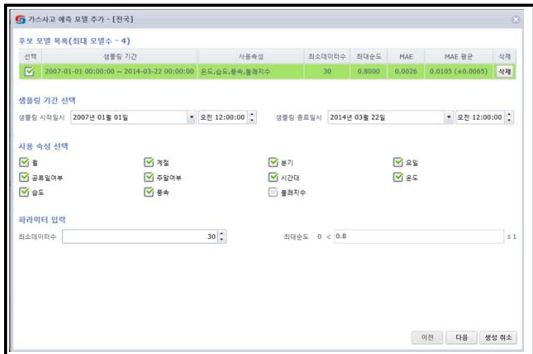 가스사고 예측 모델 추가 - [전국]
후보 모델 목록(최대 모델수 - 4)
선택 샘플링 기간 사용속성 최소데이터수 최대순도 MAE MAE 평균 삭제
2007-01-01 00:00:00 ~ 2014-03-22 00:00:00 온도,습도,풍속,불쾌지수 30 0.8000 0.0026 0.0105 (+0.0065) 삭제
샘플링 기간 선택
샘플링 시작일시 2007년 01월 01일 오전 12:00:00 샘플링 종료일시 2014년 03월 22일 오전 12:00:00
사용 속성 선택
월 계절 분기 요일
공휴일여부 주말여부 시간대 온도
습도 풍속 불쾌지수
파라미터 입력
최소데이터수 30 최대순도 0 < 0.8 ≤ 1
이전 다음 생성 취소